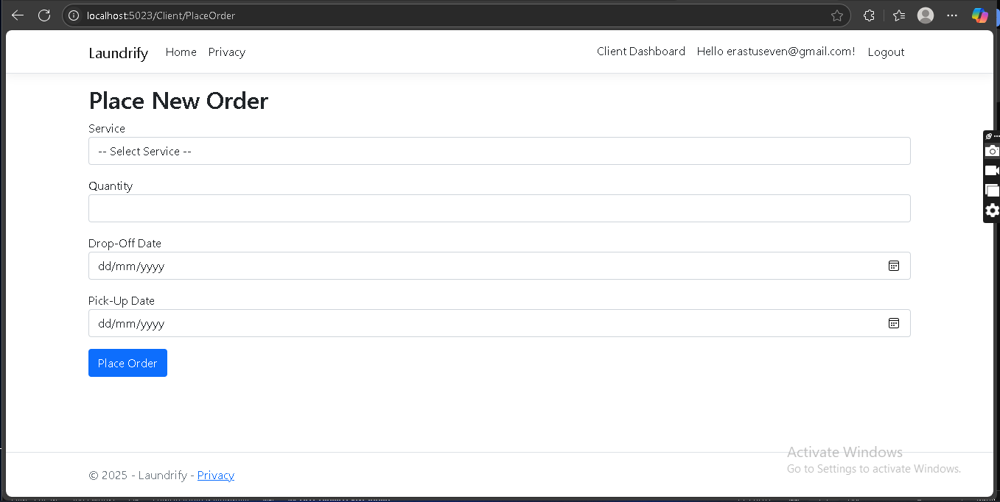 localhost:5023/Client/PlaceOrder
Laundrify Home Privacy Client Dashboard Hello erastuseven@gmail.com! Logout
Place New Order
Service
-- Select Service --
Quantity
Drop-Off Date
dd/mm/yyyy
Pick-Up Date
dd/mm/yyyy
Place Order
Activate Windows
Go to Settings to activate Windows.
© 2025 - Laundrify - Privacy